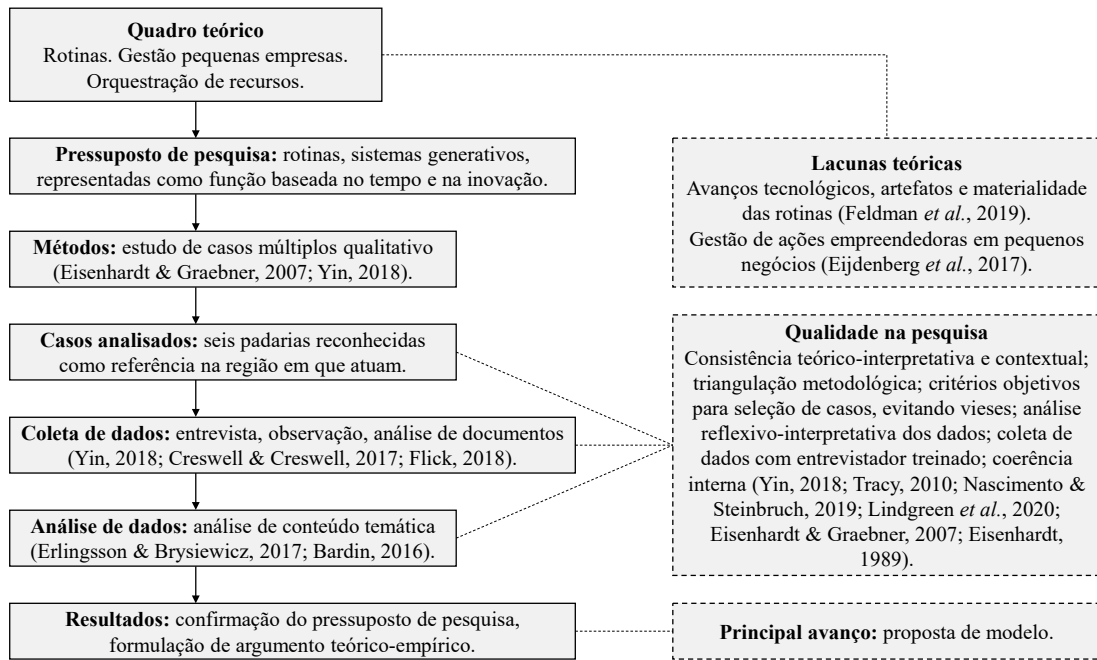 Quadro teórico
Rotinas. Gestão pequenas empresas.
Orquestração de recursos.
Pressuposto de pesquisa: rotinas, sistemas generativos,
representadas como função baseada no tempo e na inovação.
Métodos: estudo de casos múltiplos qualitativo
(Eisenhardt & Graebner, 2007; Yin, 2018).
Casos analisados: seis padarias reconhecidas
como referência na região em que atuam.
Coleta de dados: entrevista, observação, análise de documentos
(Yin, 2018; Creswell & Creswell, 2017; Flick, 2018).
Análise de dados: análise de conteúdo temática
(Erlingsson & Brysiewicz, 2017; Bardin, 2016).
Resultados: confirmação do pressuposto de pesquisa,
formulação de argumento teórico-empírico.
Lacunas teóricas
Avanços tecnológicos, artefatos e materialidade
das rotinas (Feldman et al., 2019).
Gestão de ações empreendedoras em pequenos
negócios (Eijdenberg et al., 2017).
Qualidade na pesquisa
Consistência teórico-interpretativa e contextual;
triangulação metodológica; critérios objetivos
para seleção de casos, evitando vieses; análise
reflexivo-interpretativa dos dados; coleta de
dados com entrevistador treinado; coerência
interna (Yin, 2018; Tracy, 2010; Nascimento &
Steinbruch, 2019; Lindgreen et al., 2020;
Eisenhardt & Graebner, 2007; Eisenhardt,
1989).
Principal avanço: proposta de modelo.